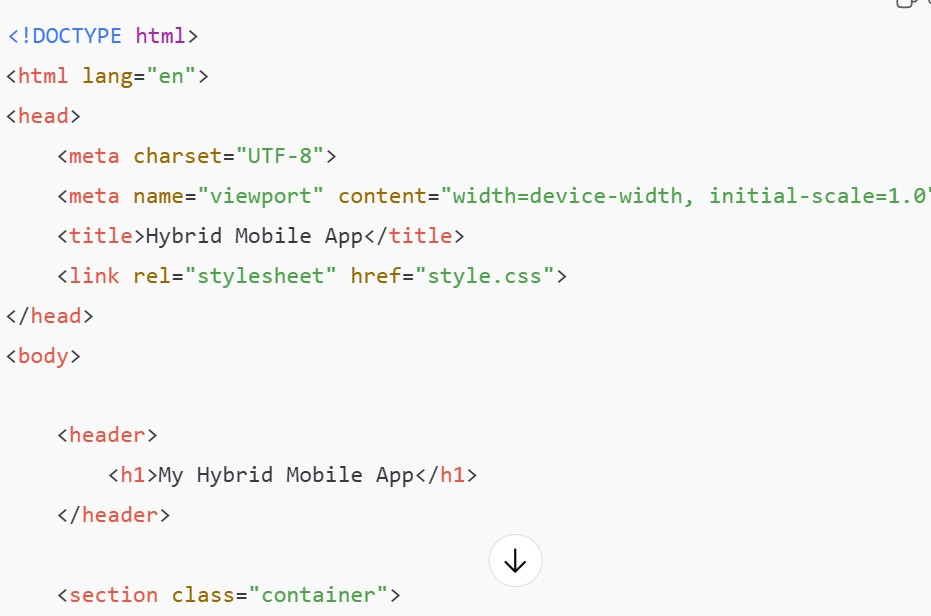 <!DOCTYPE html>
<html lang="en">
<head>
    <meta charset="UTF-8">
    <meta name="viewport" content="width=device-width, initial-scale=1.0"
    <title>Hybrid Mobile App</title>
    <link rel="stylesheet" href="style.css">
</head>
<body>
    <header>
        <h1>My Hybrid Mobile App</h1>
    </header>
    <section class="container">